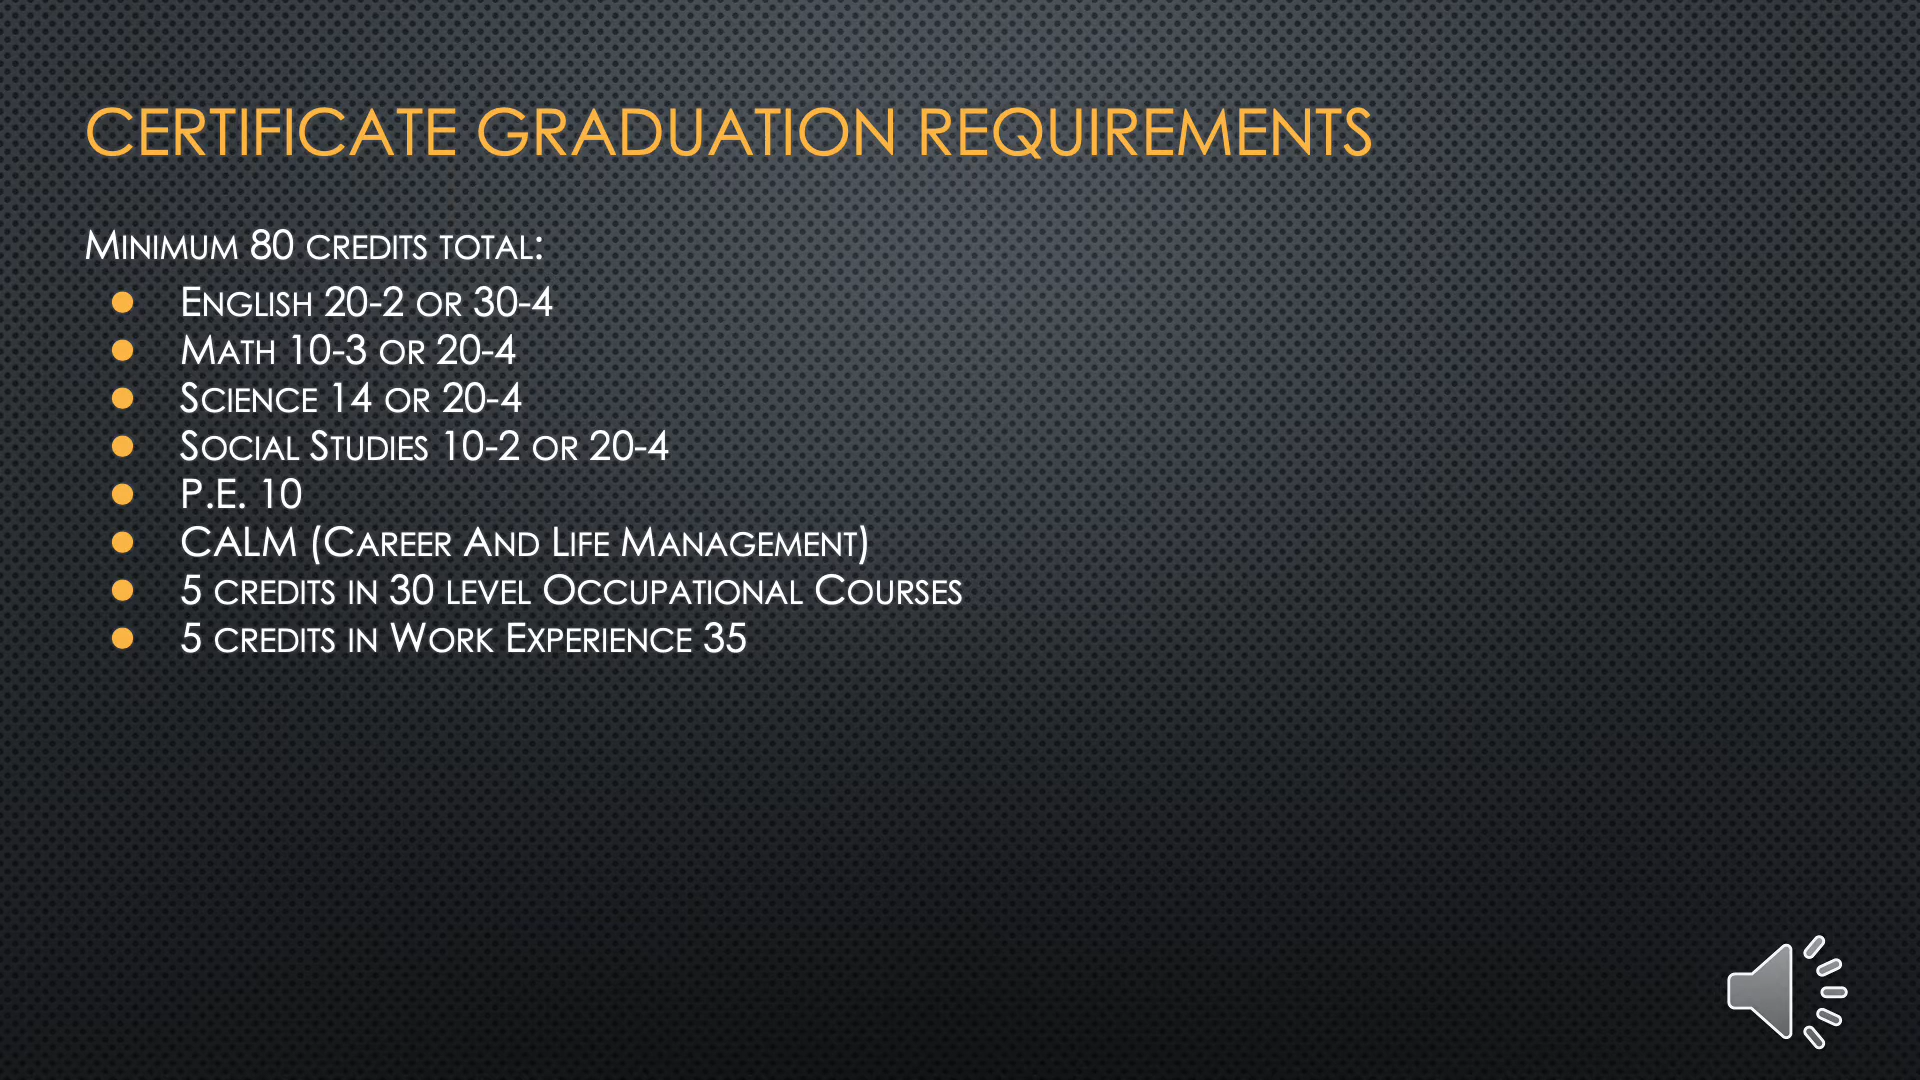 CERTIFICATE GRADUATION REQUIREMENTS
Minimum 80 credits total:
● English 20-2 or 30-4
● Math 10-3 or 20-4
● Science 14 or 20-4
● Social Studies 10-2 or 20-4
● P.E. 10
● CALM (Career And Life Management)
● 5 credits in 30 level Occupational Courses
● 5 credits in Work Experience 35